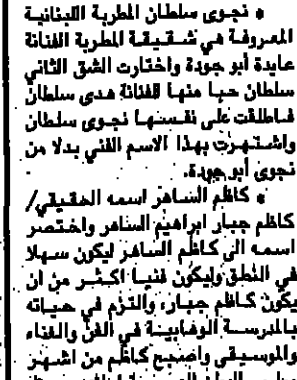 • نجوى سلطان المطربة اللبنانية
المعروفة هي شقيقة المطربة الفنانة
عايدة أبو جودة واختارت الشق الثاني
سلطان حبا منها للفنانة هدى سلطان
فاطلقت على نفسها نجوى سلطان
واشتهرت بهذا الاسم الفني بدلا من
نجوى أبو جودة.
• كاظم الساهر اسمه الحقيقي/
كاظم جبار ابراهيم الساهر واختصر
اسمه الى كاظم الساهر ليكون سهلا
في النطق وليكون فنيا اكثر من ان
يكون كاظم جبار، والتزم في حياته
بالمدرسة الوهابية في الفن والغناء
والموسيقى واصبح كاظم من اشهر